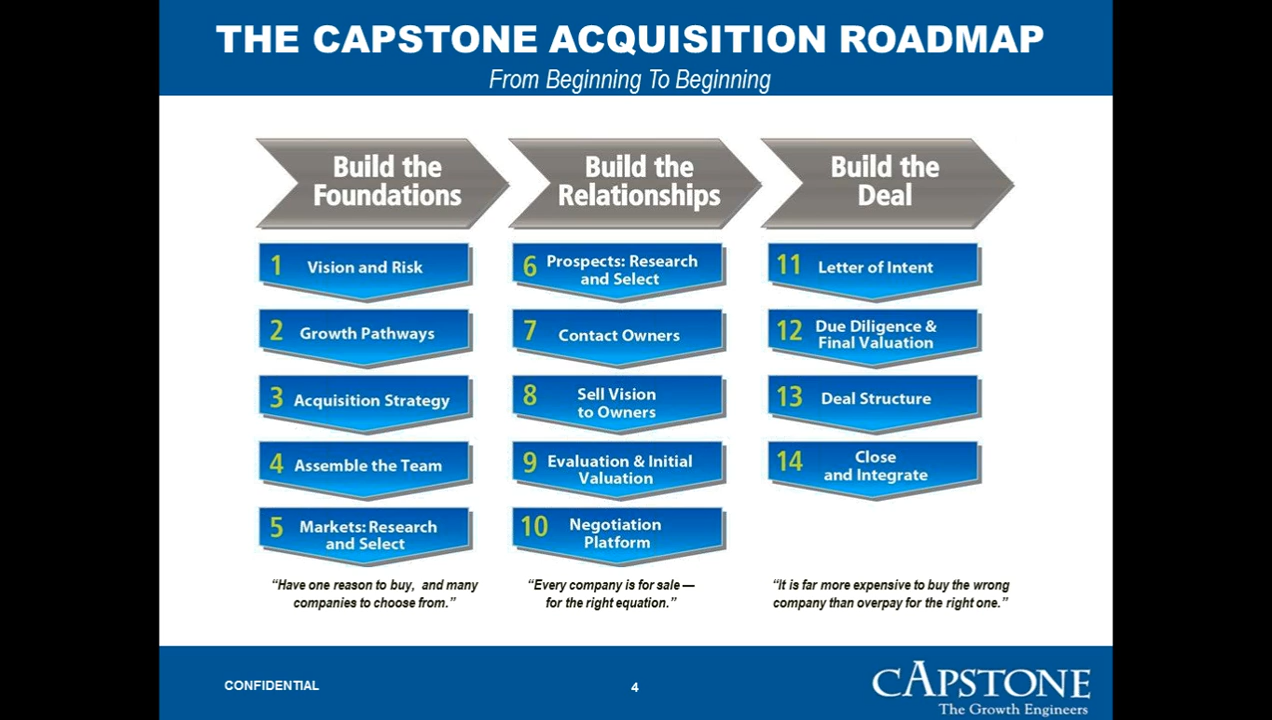 THE CAPSTONE ACQUISITION ROADMAP
From Beginning To Beginning
Build the
Foundations
1 Vision and Risk
2 Growth Pathways
3 Acquisition Strategy
4 Assemble the Team
5 Markets: Research
and Select
“Have one reason to buy, and many
companies to choose from.”
Build the
Relationships
6 Prospects: Research
and Select
7 Contact Owners
8 Sell Vision
to Owners
9 Evaluation & Initial
Valuation
10 Negotiation
Platform
“Every company is for sale —
for the right equation.”
Build the
Deal
11 Letter of Intent
12 Due Diligence &
Final Valuation
13 Deal Structure
14 Close
and Integrate
“It is far more expensive to buy the wrong
company than overpay for the right one.”
CONFIDENTIAL
4
CAPSTONE
The Growth Engineers